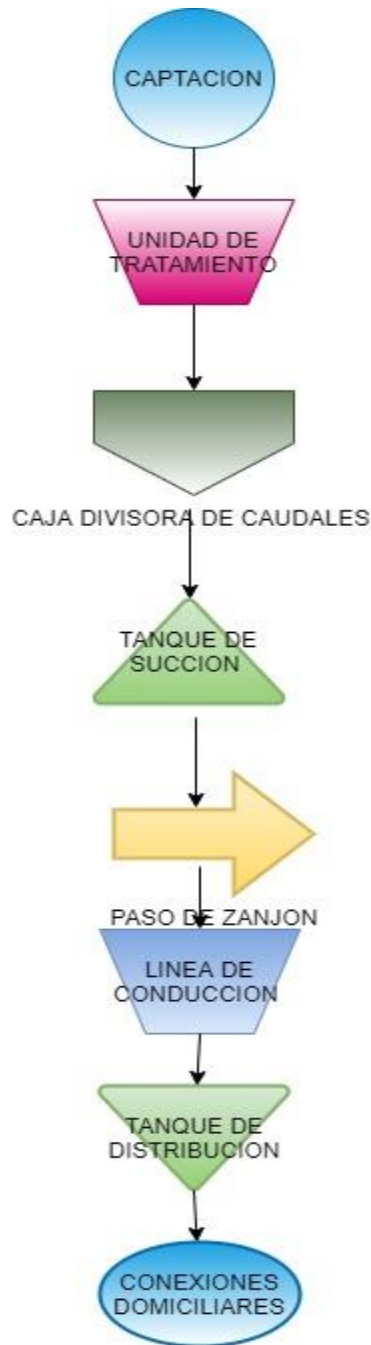 CAPTACION
UNIDAD DE
TRATAMIENTO
CAJA DIVISORA DE CAUDALES
TANQUE DE
SUCCION
PASO DE ZANJON
LINEA DE
CONDUCCION
TANQUE DE
DISTRIBUCION
CONEXIONES
DOMICILIARES